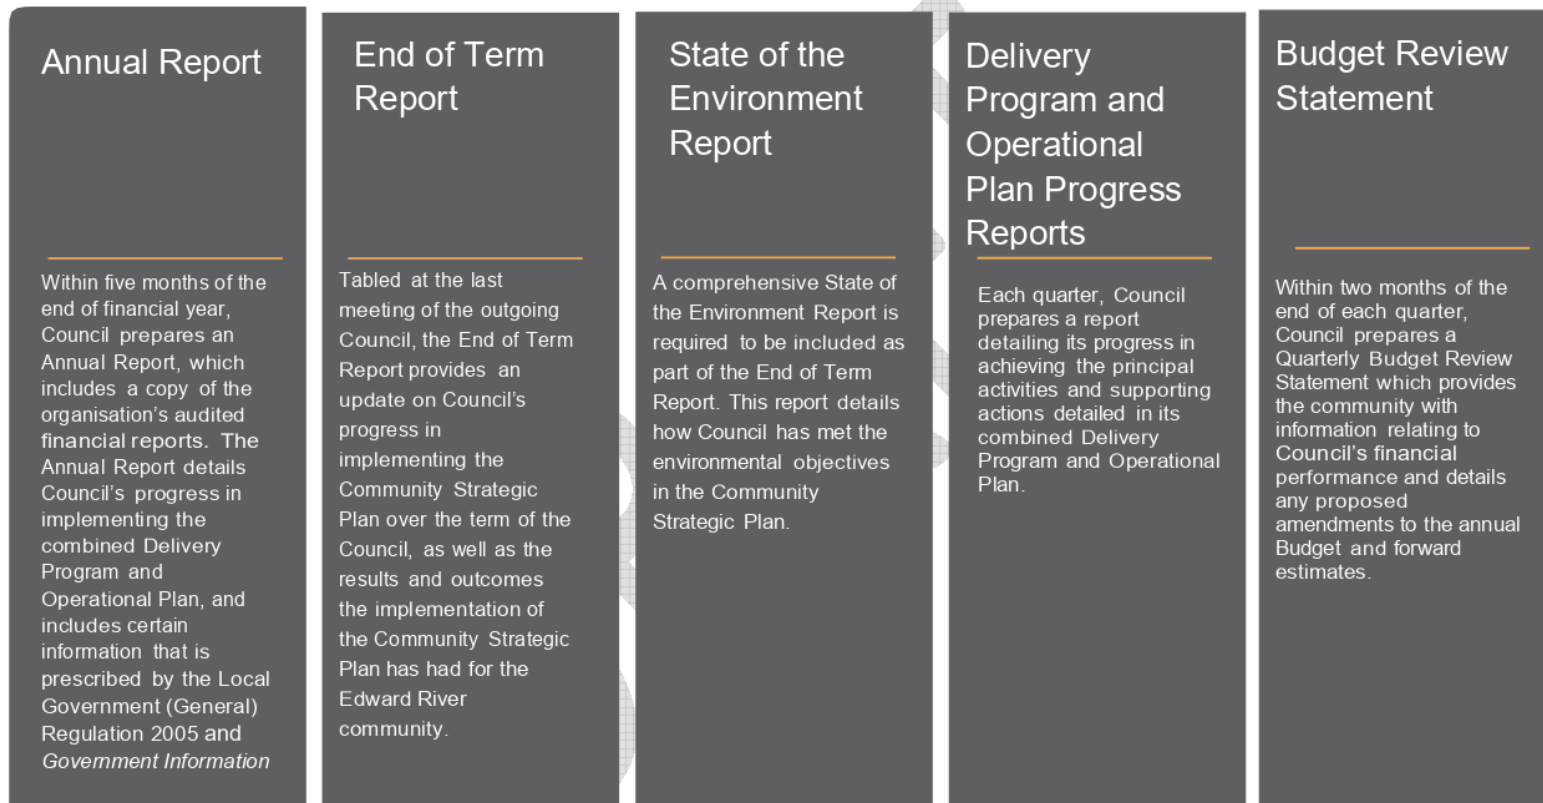 Annual Report
Within five months of the
end of financial year,
Council prepares an
Annual Report, which
includes a copy of the
organisation's audited
financial reports. The
Annual Report details
Council's progress in
implementing the
combined Delivery
Program and
Operational Plan, and
includes certain
information that is
prescribed by the Local
Government (General)
Regulation 2005 and
Government Information
End of Term
Report
Tabled at the last
meeting of the outgoing
Council, the End of Term
Report provides an
update on Council's
progress in
implementing the
Community Strategic
Plan over the term of the
Council, as well as the
results and outcomes
the implementation of
the Community Strategic
Plan has had for the
Edward River
community.
State of the
Environment
Report
A comprehensive State of
the Environment Report is
required to be included as
part of the End of Term
Report. This report details
how Council has met the
environmental objectives
in the Community
Strategic Plan.
Delivery
Program and
Operational
Plan Progress
Reports
Each quarter, Council
prepares a report
detailing its progress in
achieving the principal
activities and supporting
actions detailed in its
combined Delivery
Program and Operational
Plan.
Budget Review
Statement
Within two months of the
end of each quarter,
Council prepares a
Quarterly Budget Review
Statement which provides
the community with
information relating to
Council's financial
performance and details
any proposed
amendments to the annual
Budget and forward
estimates.